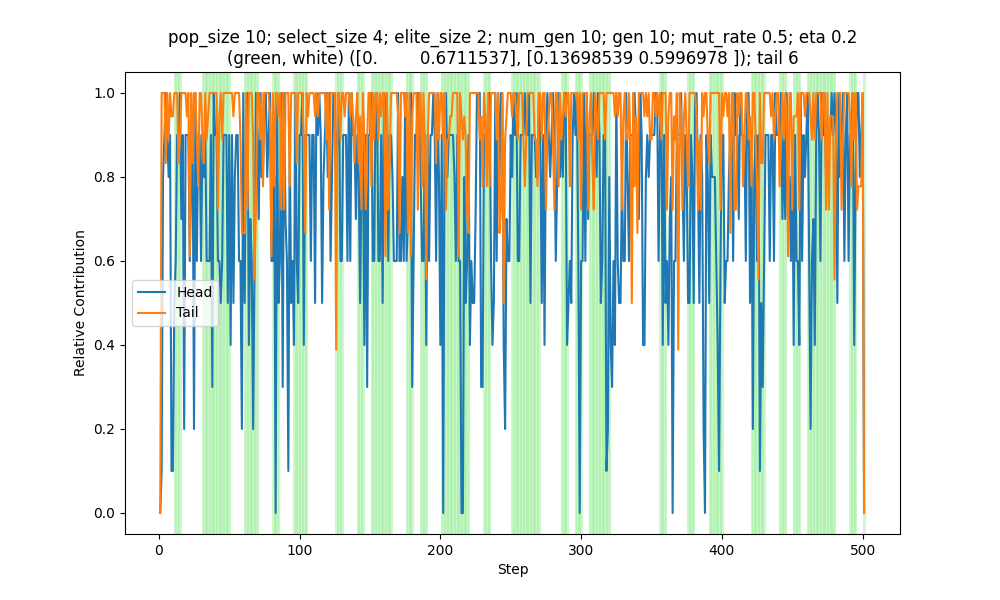 pop_size 10; select_size 4; elite_size 2; num_gen 10; gen 10; mut_rate 0.5; eta 0.2
(green, white) ([0.        0.6711537], [0.13698539 0.5996978 ]); tail 6
1.0
0.8
0.6
0.4
0.2
0.0
Relative Contribution
Head
Tail
0 100 200 300 400 500
Step